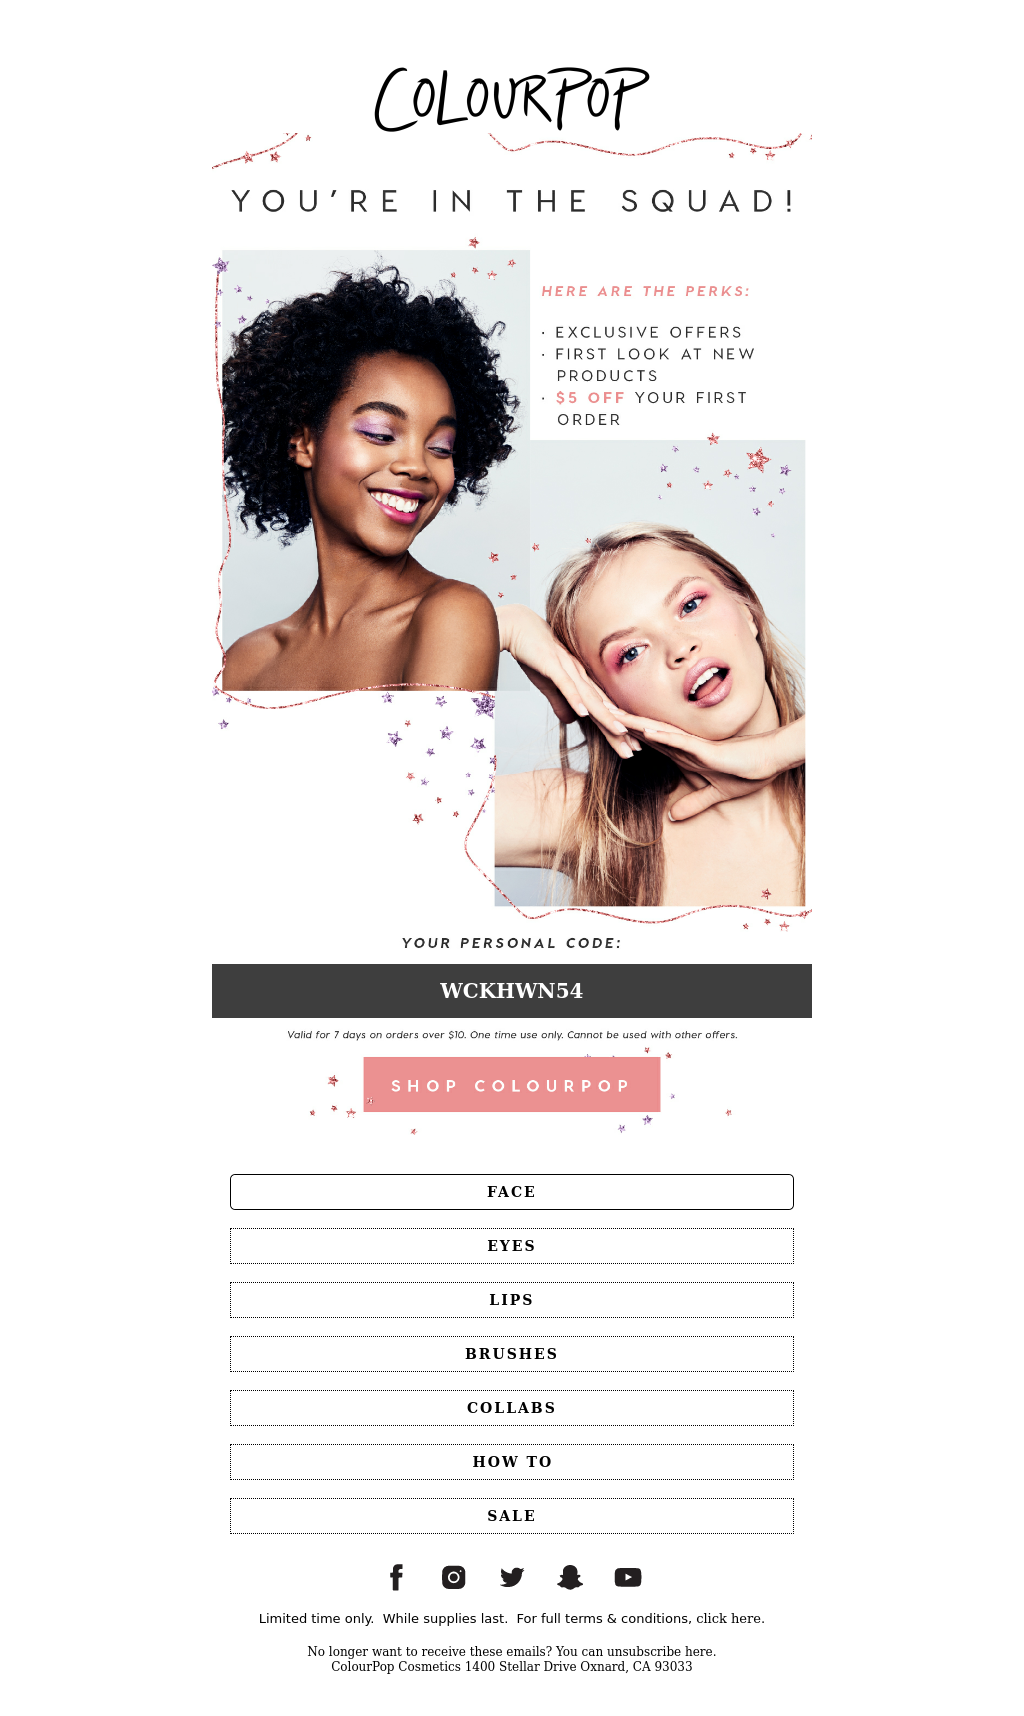 COLOURPOP
YOU'RE IN THE SQUAD!
HERE ARE THE PERKS:
· EXCLUSIVE OFFERS
· FIRST LOOK AT NEW
PRODUCTS
· $5 OFF YOUR FIRST
ORDER
YOUR PERSONAL CODE:
WCKHWN54
Valid for 7 days on orders over $10. One time use only. Cannot be used with other offers.
SHOP COLOURPOP
FACE
EYES
LIPS
BRUSHES
COLLABS
HOW TO
SALE
Limited time only.  While supplies last.  For full terms & conditions, click here.
No longer want to receive these emails? You can unsubscribe here.
ColourPop Cosmetics 1400 Stellar Drive Oxnard, CA 93033